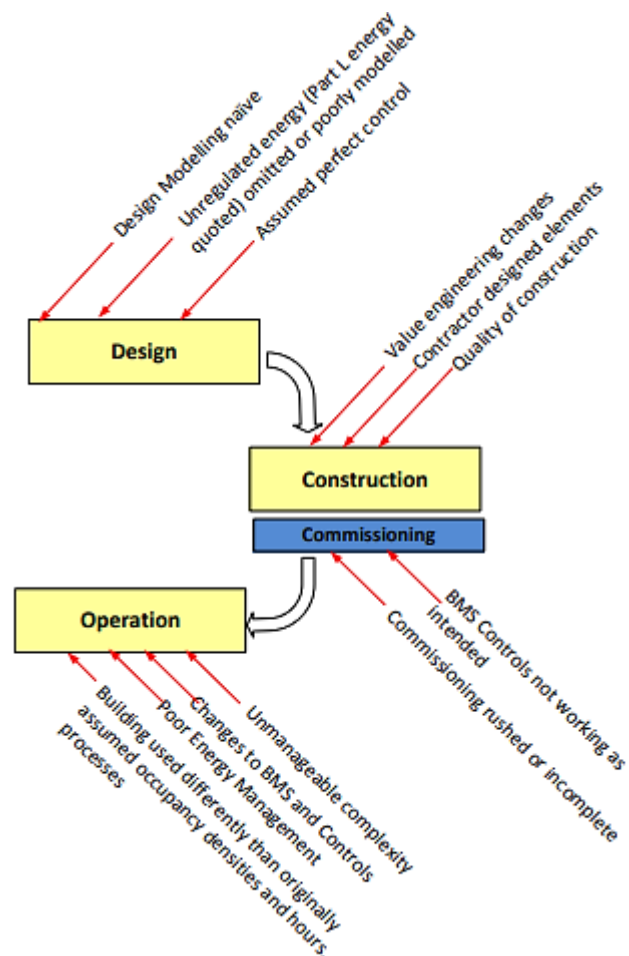 Design Modelling naïve
Unregulated energy (Part L energy
quoted) omitted or poorly modelled
Assumed perfect control
Design
Value engineering changes
Contractor designed elements
Quality of construction
Construction
Commissioning
BMS Controls not working as
intended
Commissioning rushed or incomplete
Operation
Unmanageable complexity
Changes to BMS and Controls
Poor Energy Management
Building used differently than originally
assumed occupancy densities and hours
processes